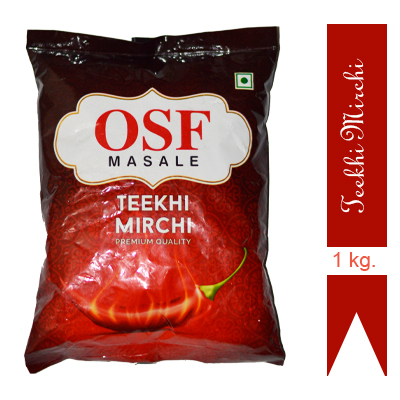 OSF
MASALE
TEEKHI
MIRCHI
PREMIUM QUALITY
Teekhi Mirchi
1 kg.